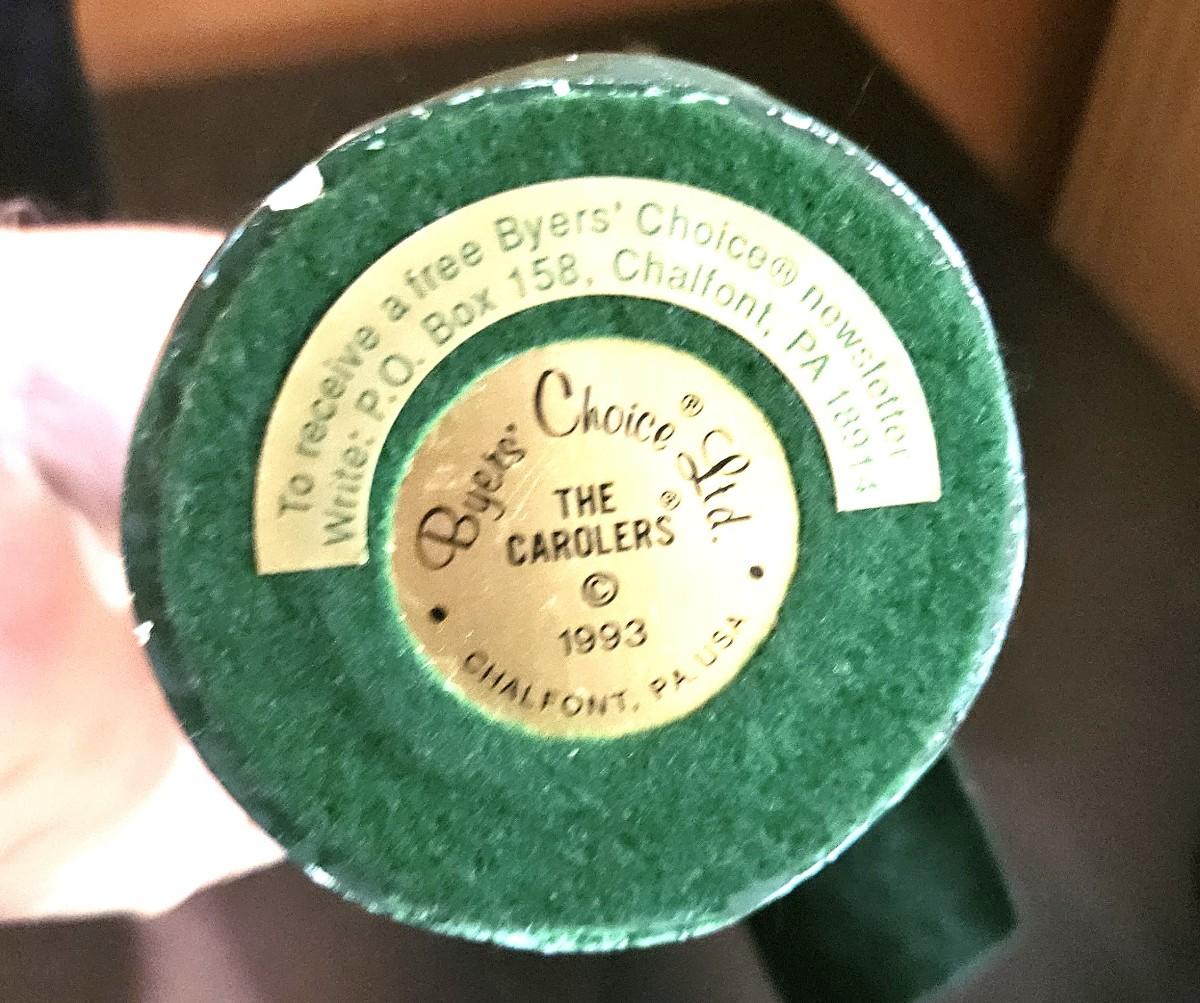 To receive a free Byers' Choice® newsletter
Write: P.O. Box 158, Chalfont, PA 18914
Byers' Choice® Ltd.
THE
CAROLERS®
©
1993
CHALFONT, PA. USA